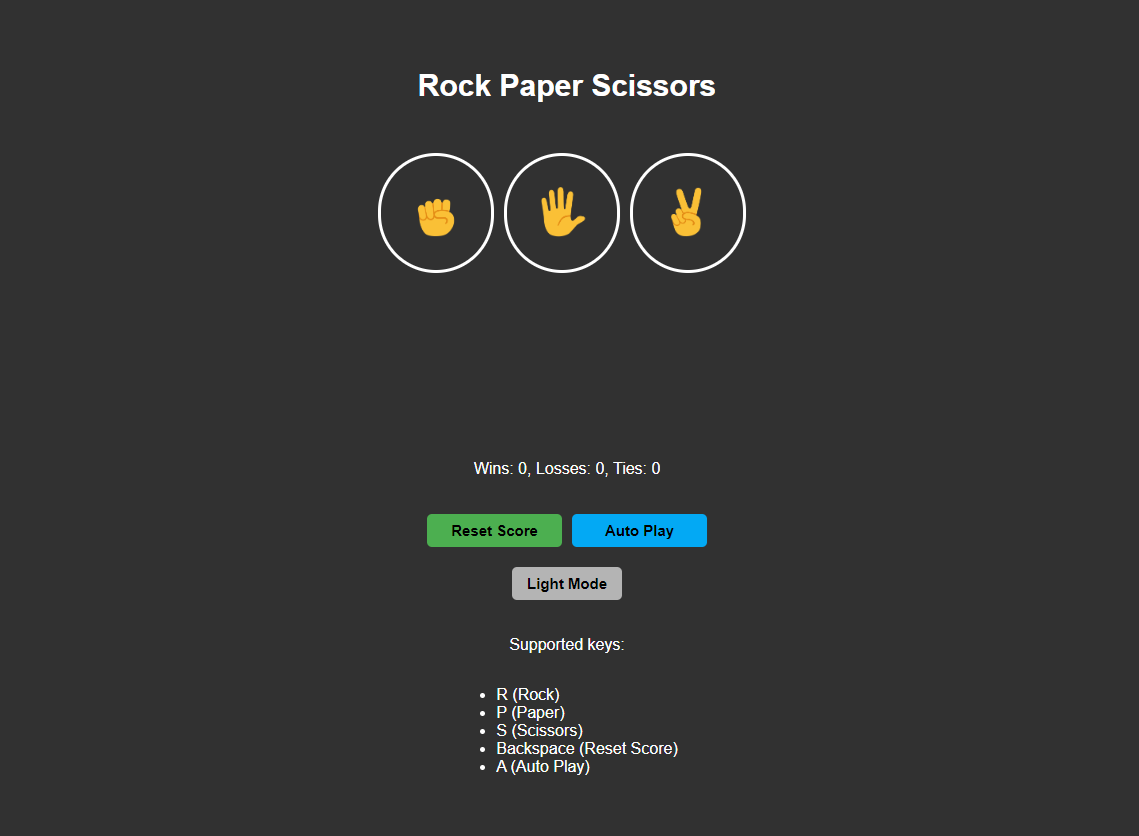 Rock Paper Scissors
Wins: 0, Losses: 0, Ties: 0
Reset Score
Auto Play
Light Mode
Supported keys:
• R (Rock)
• P (Paper)
• S (Scissors)
• Backspace (Reset Score)
• A (Auto Play)